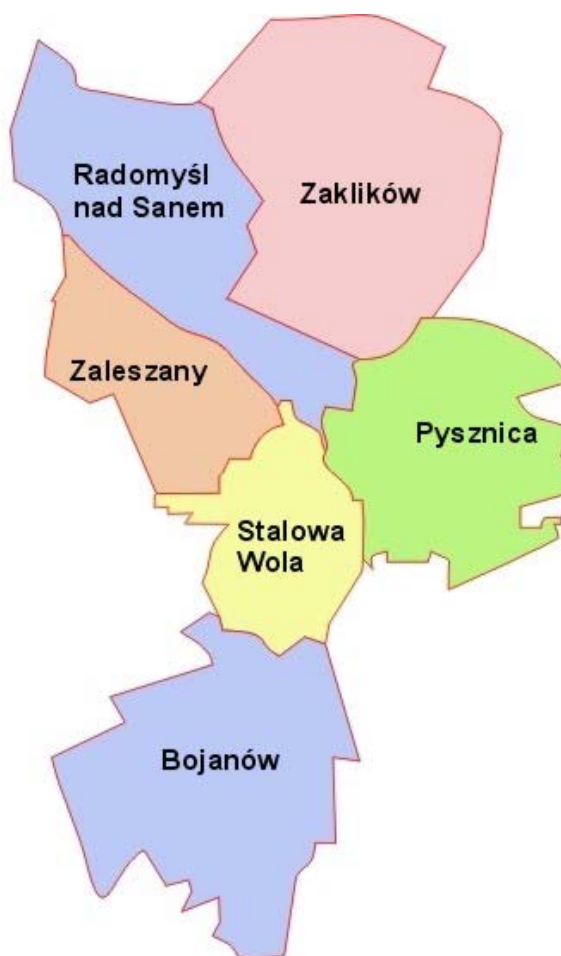 Radomyśl
nad Sanem
Zaklików
Zaleszany
Pysznica
Stalowa
Wola
Bojanów